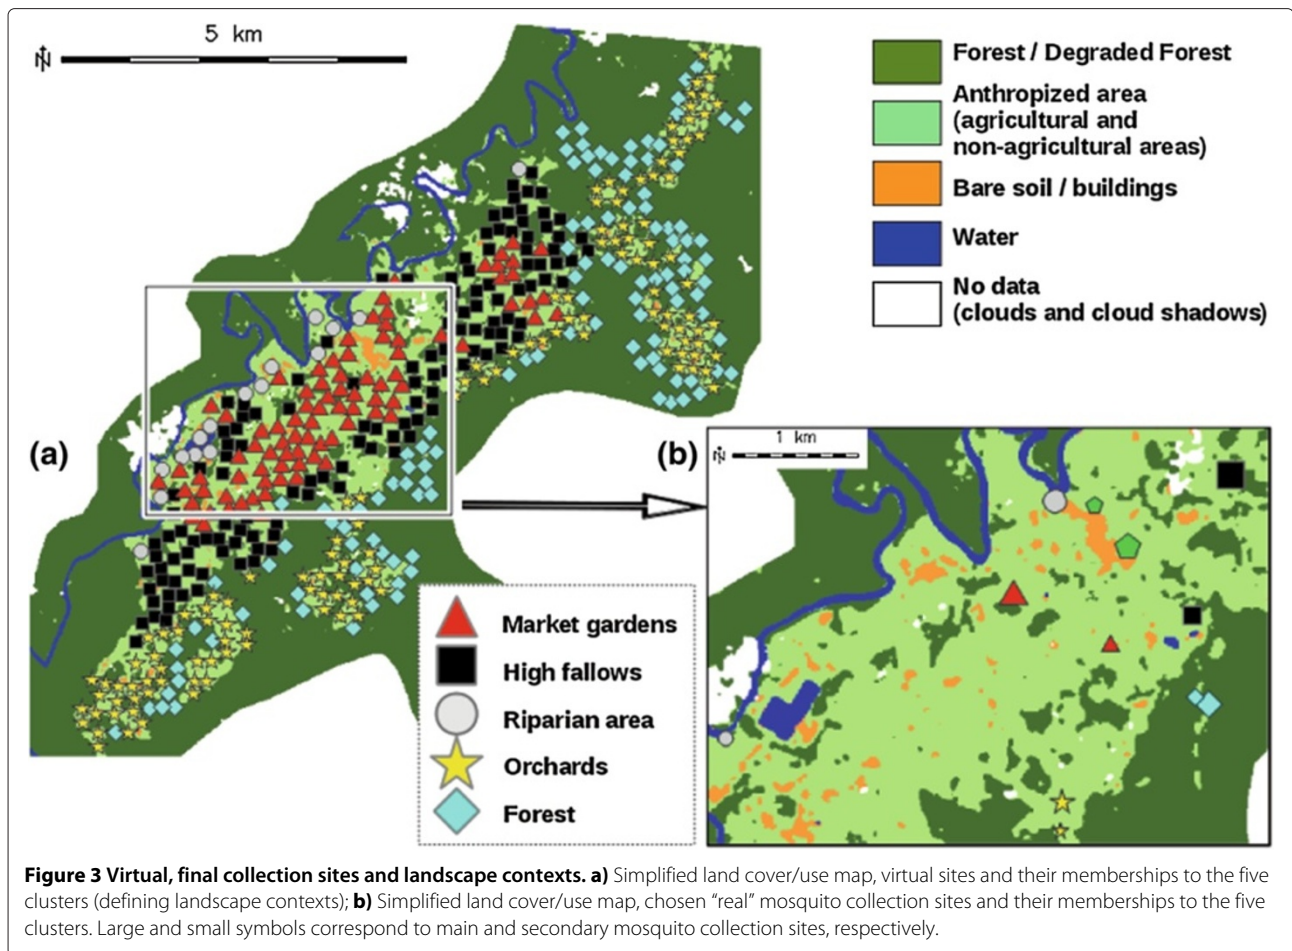 5 km
N
Forest / Degraded Forest
Anthropized area
(agricultural and
non-agricultural areas)
Bare soil / buildings
Water
No data
(clouds and cloud shadows)
(a)
(b)
1 km
N
Market gardens
High fallows
Riparian area
Orchards
Forest
Figure 3 Virtual, final collection sites and landscape contexts. a) Simplified land cover/use map, virtual sites and their memberships to the five
clusters (defining landscape contexts); b) Simplified land cover/use map, chosen “real” mosquito collection sites and their memberships to the five
clusters. Large and small symbols correspond to main and secondary mosquito collection sites, respectively.